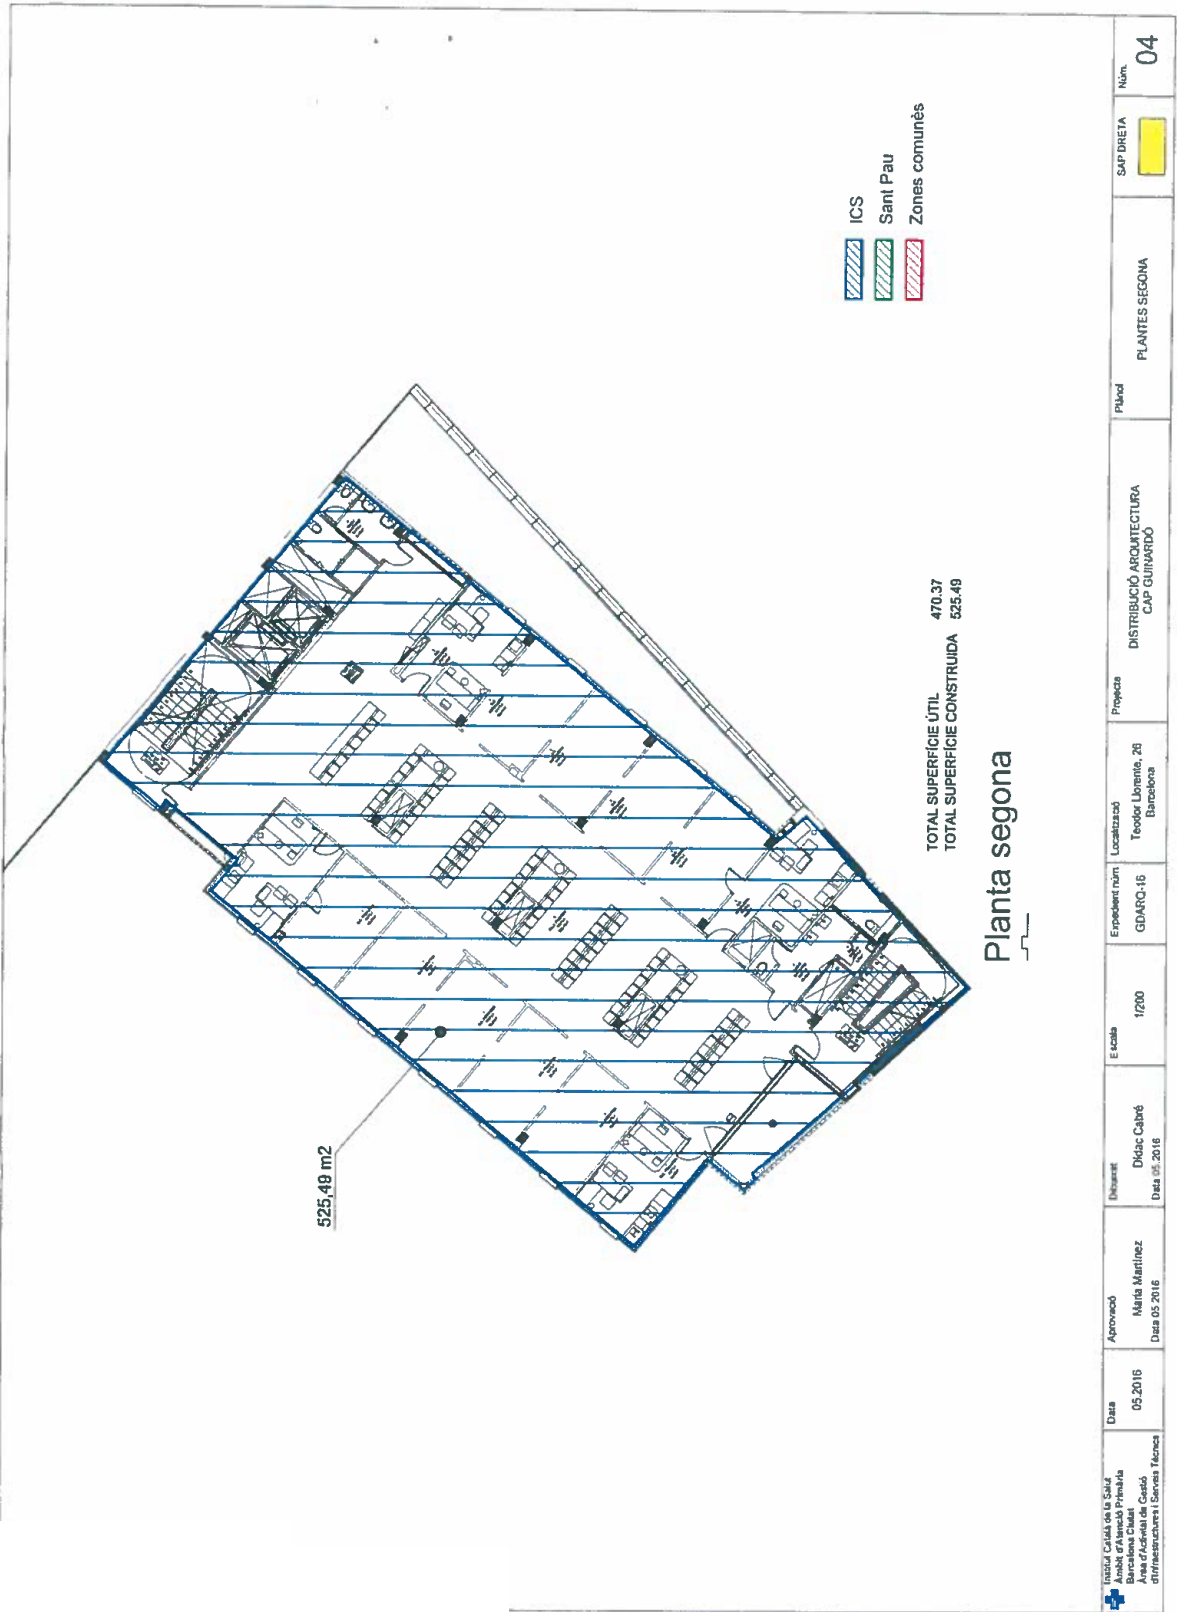 525,49 m2
ICS
Sant Pau
Zones comunès
TOTAL SUPERFÍCIE ÚTIL 470.37
TOTAL SUPERFÍCIE CONSTRUIDA 525.49
Planta segona
Institut Català de la Salut
Àmbit d'Atenció Primària
Barcelona Ciutat
Àrea d'Activitat de Gestió
d'Infraestructures i Serveis Tècnics
Data
05.2016
Aprovació
Maria Martínez
Data 05 2016
Dibuixat
Dídac Cabré
Data 05.2016
Escala
1/200
Expedient núm
GDARQ-16
Localització
Teodor Llorente, 26
Barcelona
Projecte
DISTRIBUCIÓ ARQUITECTURA
CAP GUINARDÓ
Plànol
PLANTES SEGONA
SAP DRETA
Núm.
04